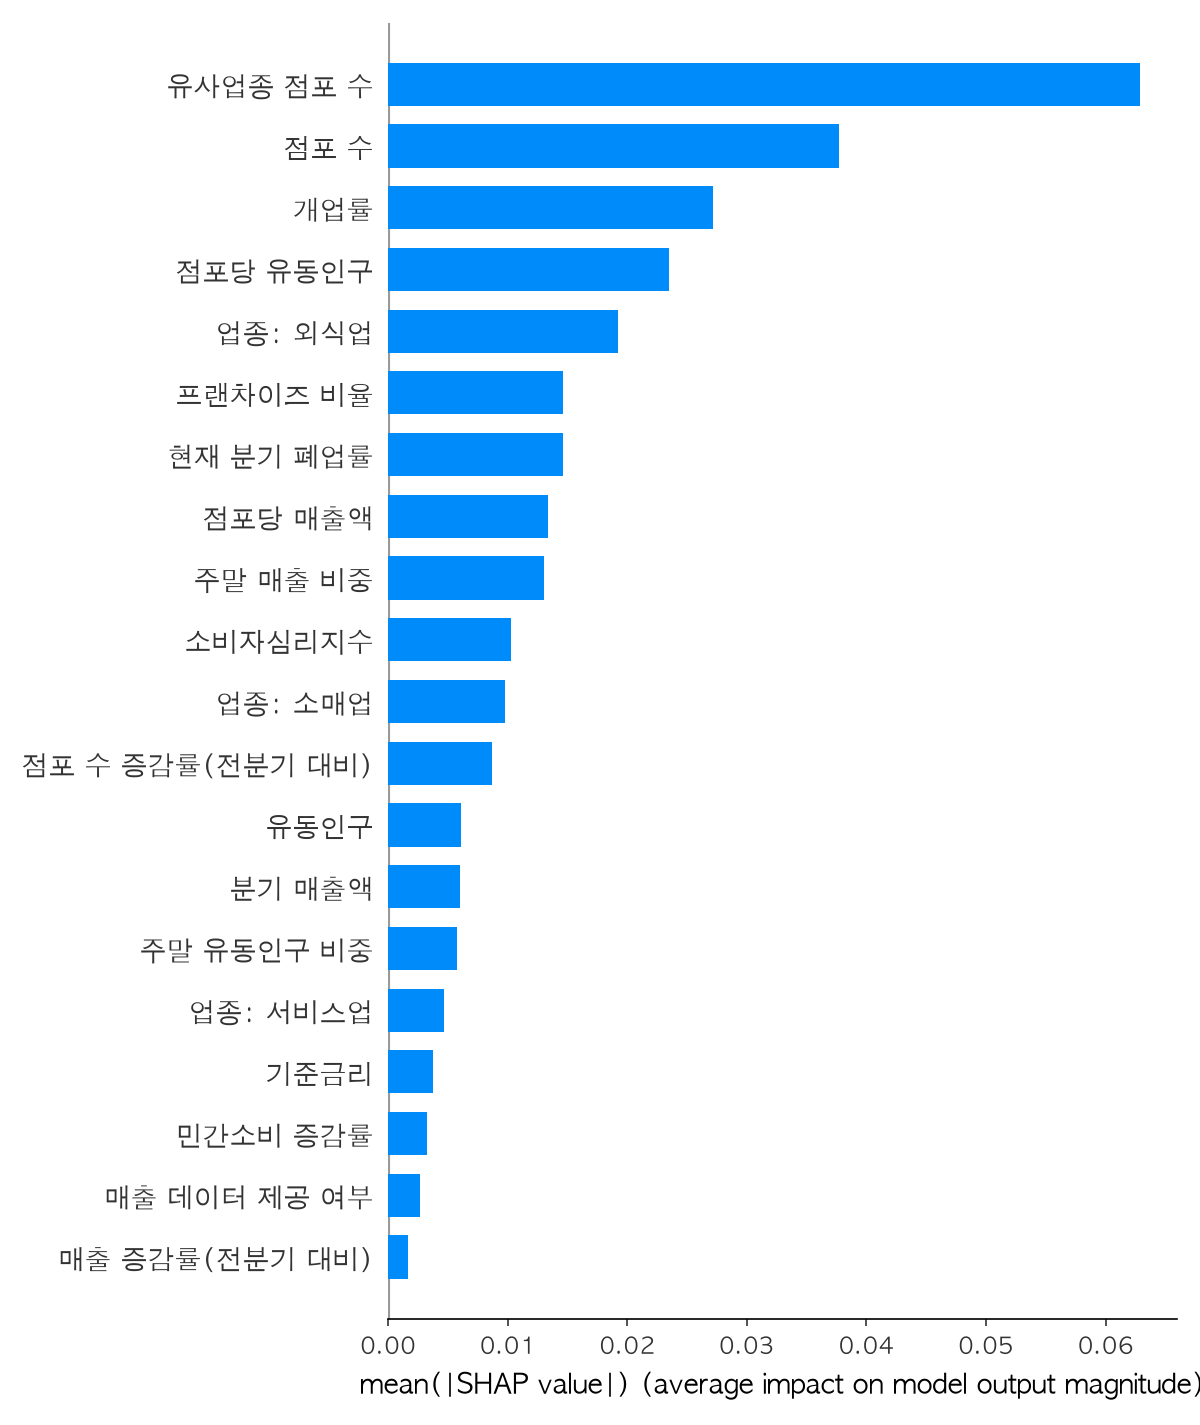 유사업종 점포 수
점포 수
개업률
점포당 유동인구
업종: 외식업
프랜차이즈 비율
현재 분기 폐업률
점포당 매출액
주말 매출 비중
소비자심리지수
업종: 소매업
점포 수 증감률(전분기 대비)
유동인구
분기 매출액
주말 유동인구 비중
업종: 서비스업
기준금리
민간소비 증감률
매출 데이터 제공 여부
매출 증감률(전분기 대비)
0.00 0.01 0.02 0.03 0.04 0.05 0.06
mean(|SHAP value|) (average impact on model output magnitude)